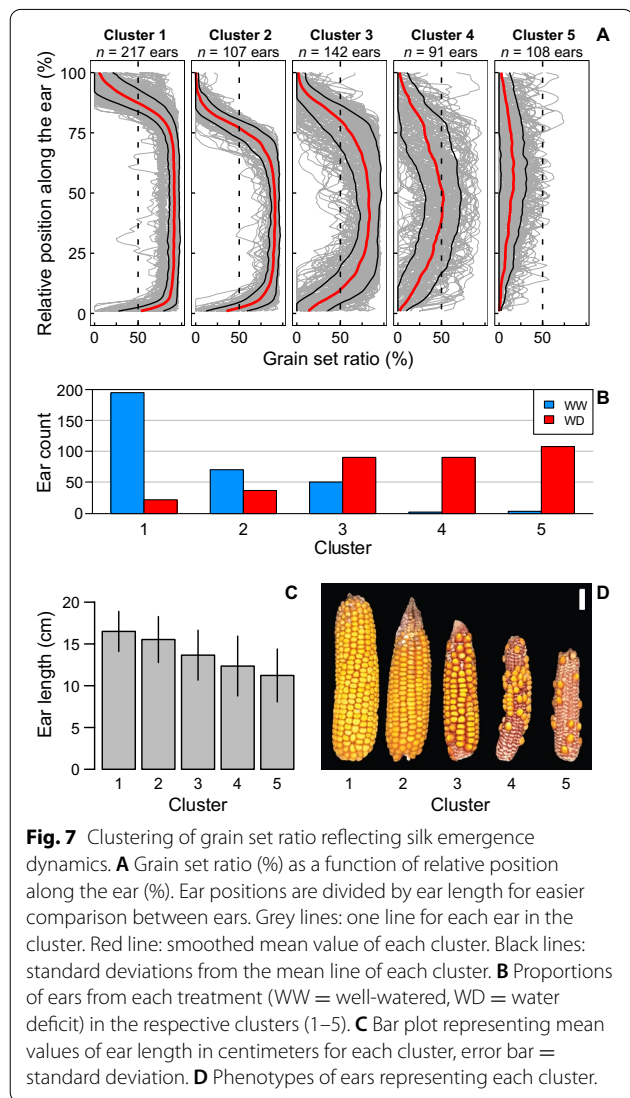 Cluster 1 Cluster 2 Cluster 3 Cluster 4 Cluster 5 A
n = 217 ears n = 107 ears n = 142 ears n = 91 ears n = 108 ears
Relative position along the ear (%)
100
75
50
25
0
0 50 0 50 0 50 0 50 0 50 100
Grain set ratio (%)
B
Ear count
200
150
100
50
0
WW
WD
1 2 3 4 5
Cluster
C
Ear length (cm)
20
15
10
5
0
1 2 3 4 5
Cluster
D
1 2 3 4 5
Cluster
Fig. 7 Clustering of grain set ratio reflecting silk emergence
dynamics. A Grain set ratio (%) as a function of relative position
along the ear (%). Ear positions are divided by ear length for easier
comparison between ears. Grey lines: one line for each ear in the
cluster. Red line: smoothed mean value of each cluster. Black lines:
standard deviations from the mean line of each cluster. B Proportions
of ears from each treatment (WW = well-watered, WD = water
deficit) in the respective clusters (1–5). C Bar plot representing mean
values of ear length in centimeters for each cluster, error bar =
standard deviation. D Phenotypes of ears representing each cluster.